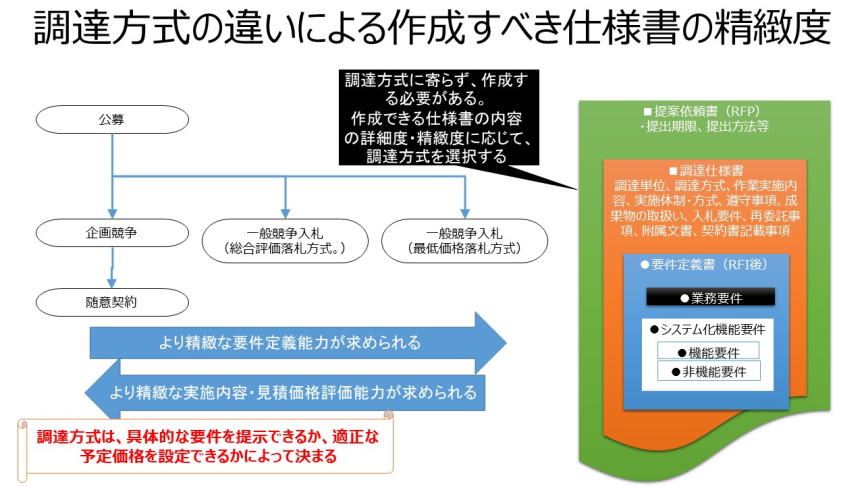 調達方式の違いによる作成すべき仕様書の精緻度
調達方式に寄らず、作成す
る必要がある。
作成できる仕様書の内容
の詳細度・精緻度に応じて、
調達方式を選択する
公募
企画競争
一般競争入札
（総合評価落札方式。）
一般競争入札
（最低価格落札方式）
随意契約
より精緻な要件定義能力が求められる
より精緻な実施内容・見積価格評価能力が求められる
調達方式は、具体的な要件を提示できるか、適正な
予定価格を設定できるかによって決まる
■提案依頼書（RFP）
・提出期限、提出方法等
■調達仕様書
調達単位、調達方式、作業実施内
容、実施体制・方式、遵守事項、成
果物の取扱い、入札要件、再委託事
項、附属文書、契約書記載事項
●要件定義書（RFI後）
●業務要件
●システム化機能要件
●機能要件
●非機能要件